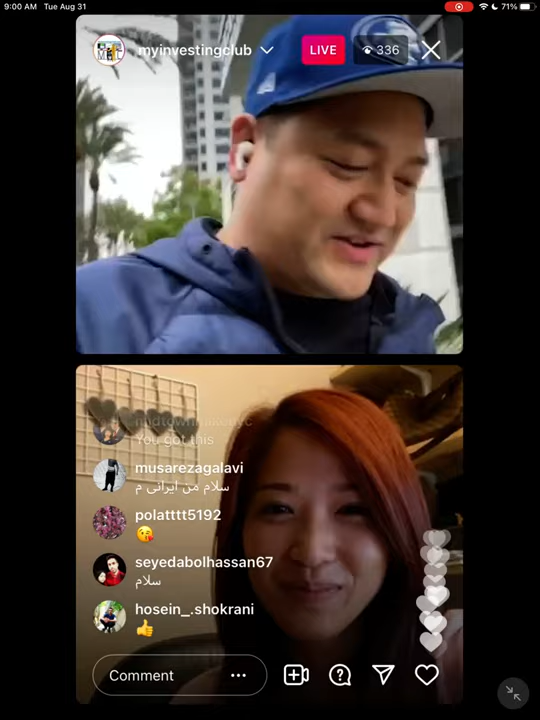 9:00 AM Tue Aug 31
71%
myinvestingclub
LIVE
336
You got this
musarezagalavi
سلام من ایرانی م
polatttt5192
seyedabolhassan67
سلام
hosein_.shokrani
Comment